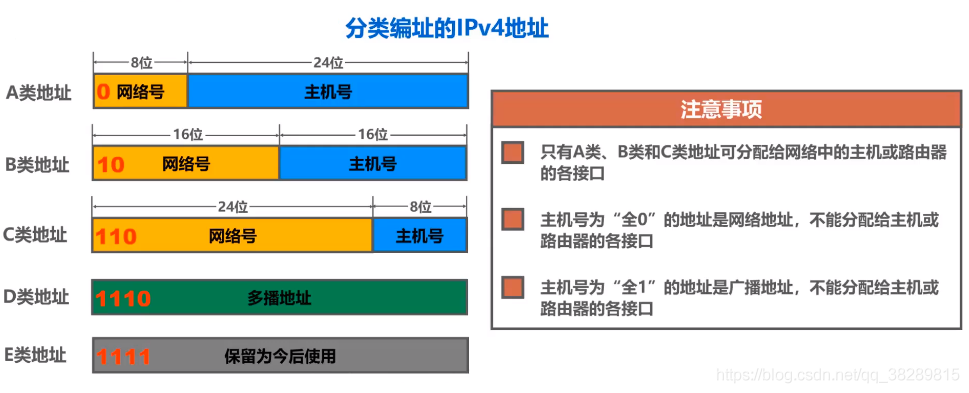 分类编址的IPv4地址
8位 24位
A类地址 0 网络号 主机号
16位 16位
B类地址 10 网络号 主机号
24位 8位
C类地址 110 网络号 主机号
D类地址 1110 多播地址
E类地址 1111 保留为今后使用
注意事项
只有A类、B类和C类地址可分配给网络中的主机或路由器
的各接口
主机号为“全0”的地址是网络地址，不能分配给主机或
路由器的各接口
主机号为“全1”的地址是广播地址，不能分配给主机或
路由器的各接口
https://blog.csdn.net/qq_38289815